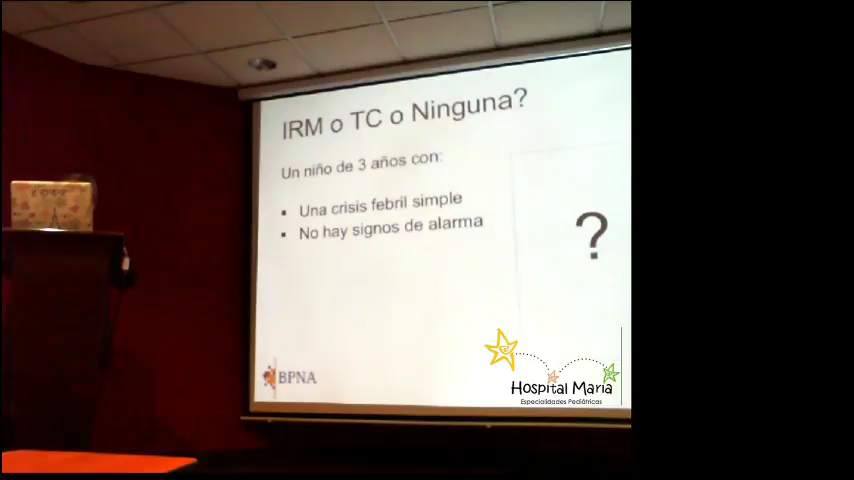 IRM o TC o Ninguna?
Un niño de 3 años con:
▪ Una crisis febril simple
▪ No hay signos de alarma
?
BPNA
Hospital María
Especialidades Pediátricas